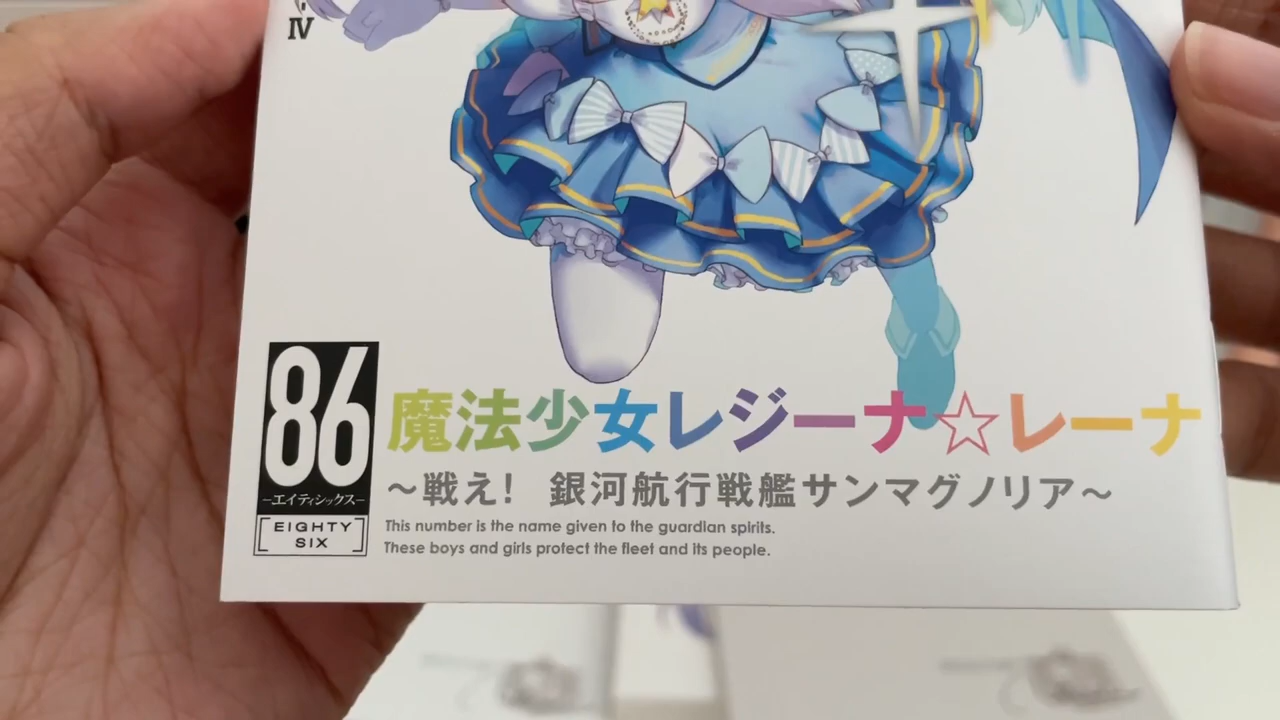 IV
86
-エイティシックス-
EIGHTY
SIX
魔法少女レジーナ☆レーナ
~戦え! 銀河航行戦艦サンマグノリア~
This number is the name given to the guardian spirits.
These boys and girls protect the fleet and its people.